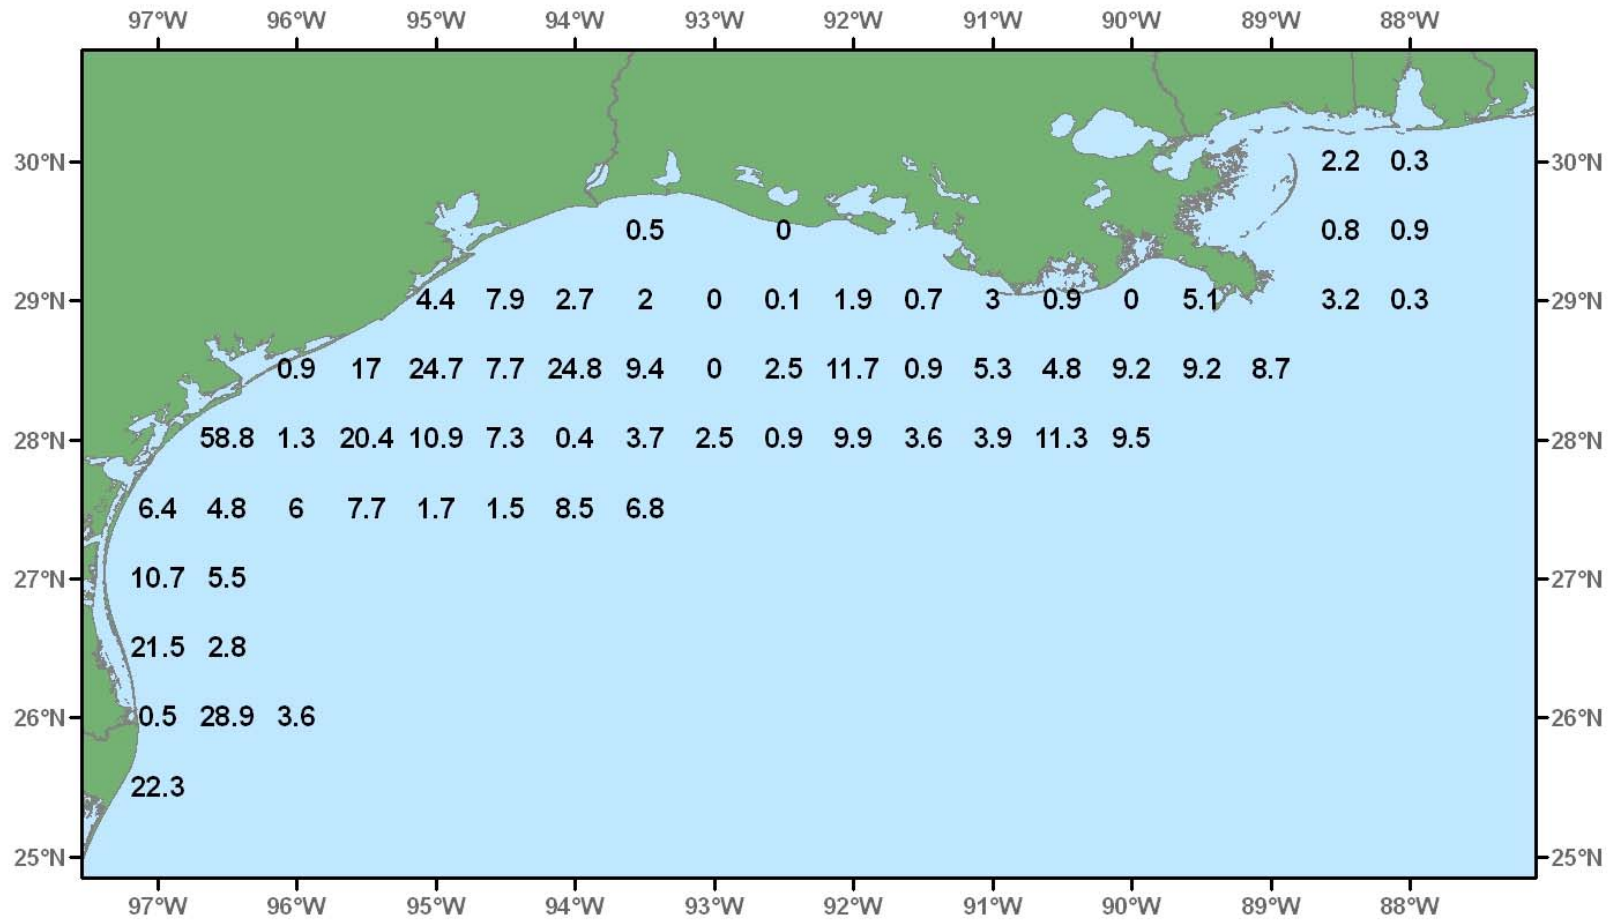 97°W 96°W 95°W 94°W 93°W 92°W 91°W 90°W 89°W 88°W
30°N 2.2 0.3 30°N
0.5 0 0.8 0.9
29°N 4.4 7.9 2.7 2 0 0.1 1.9 0.7 3 0.9 0 5.1 3.2 0.3 29°N
0.9 17 24.7 7.7 24.8 9.4 0 2.5 11.7 0.9 5.3 4.8 9.2 9.2 8.7
28°N 58.8 1.3 20.4 10.9 7.3 0.4 3.7 2.5 0.9 9.9 3.6 3.9 11.3 9.5 28°N
6.4 4.8 6 7.7 1.7 1.5 8.5 6.8
27°N 10.7 5.5 27°N
21.5 2.8
26°N 0.5 28.9 3.6 26°N
22.3
25°N 25°N
97°W 96°W 95°W 94°W 93°W 92°W 91°W 90°W 89°W 88°W